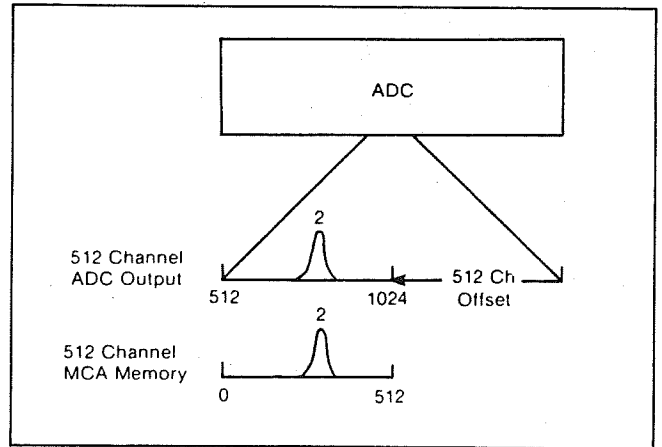 ADC
2
512 Channel
ADC Output
512
1024
512 Ch
Offset
2
512 Channel
MCA Memory
0
512